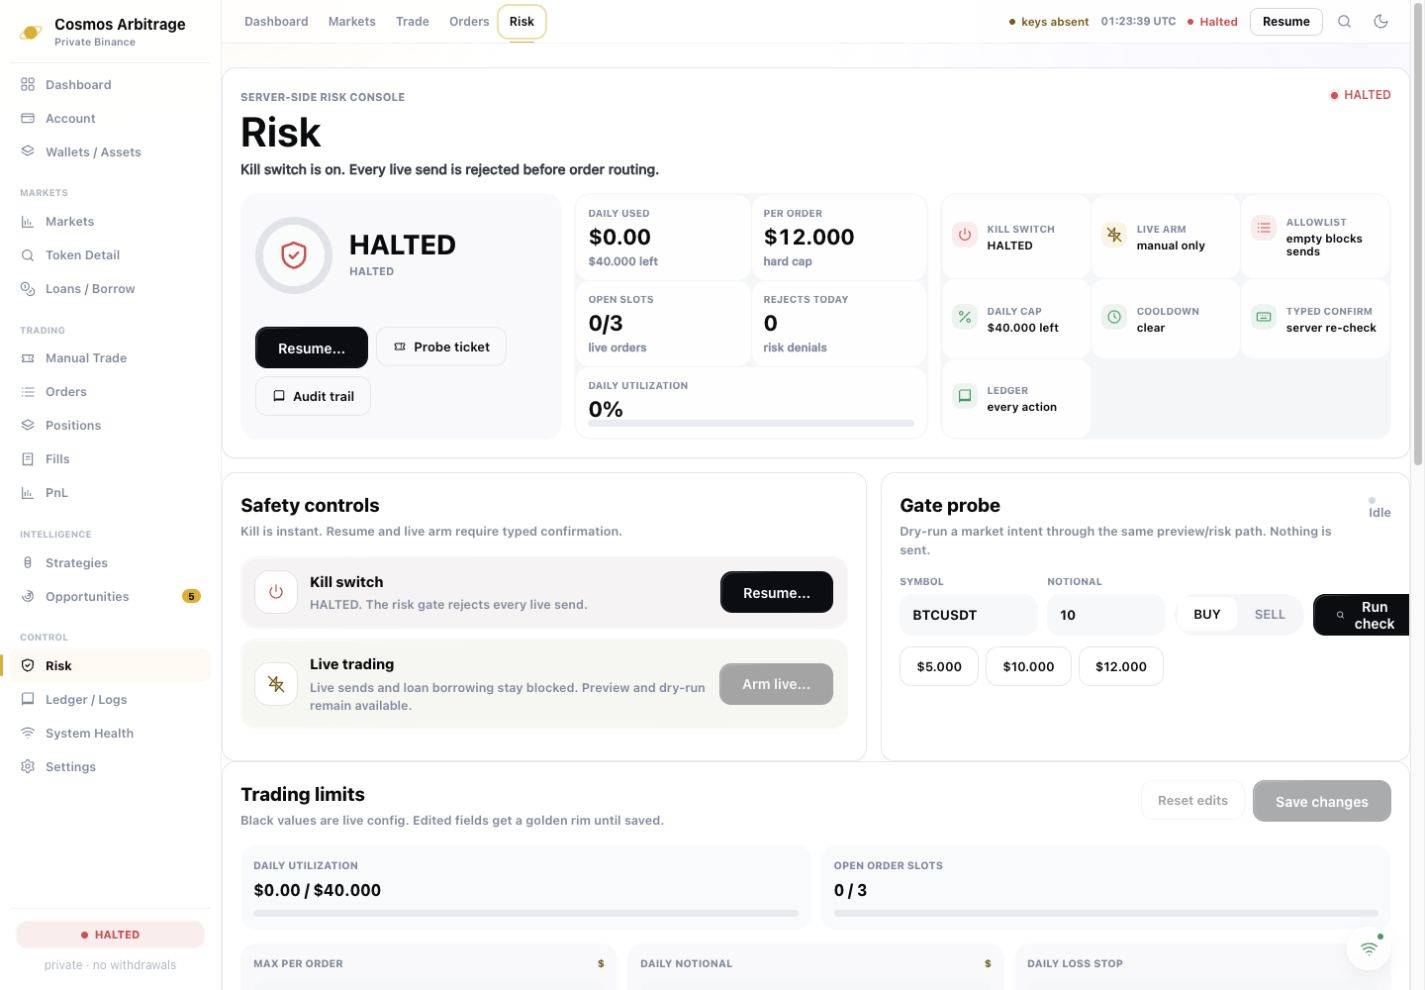 Cosmos Arbitrage
Private Binance
Dashboard
Account
Wallets / Assets
MARKETS
Markets
Token Detail
Loans / Borrow
TRADING
Manual Trade
Orders
Positions
Fills
PnL
INTELLIGENCE
Strategies
Opportunities 5
CONTROL
Risk
Ledger / Logs
System Health
Settings
HALTED
private · no withdrawals
Dashboard Markets Trade Orders Risk
keys absent 01:23:39 UTC Halted Resume
SERVER-SIDE RISK CONSOLE
HALTED
Risk
Kill switch is on. Every live send is rejected before order routing.
HALTED
HALTED
Resume...
Probe ticket
Audit trail
DAILY USED
$0.00
$40.000 left
PER ORDER
$12.000
hard cap
OPEN SLOTS
0/3
live orders
REJECTS TODAY
0
risk denials
DAILY UTILIZATION
0%
KILL SWITCH
HALTED
LIVE ARM
manual only
ALLOWLIST
empty blocks
sends
DAILY CAP
$40.000 left
COOLDOWN
clear
TYPED CONFIRM
server re-check
LEDGER
every action
Safety controls
Kill is instant. Resume and live arm require typed confirmation.
Kill switch
HALTED. The risk gate rejects every live send.
Resume...
Live trading
Live sends and loan borrowing stay blocked. Preview and dry-run
remain available.
Arm live...
Gate probe
Idle
Dry-run a market intent through the same preview/risk path. Nothing is
sent.
SYMBOL
BTCUSDT
NOTIONAL
10
BUY SELL
Run
check
$5.000 $10.000 $12.000
Trading limits
Black values are live config. Edited fields get a golden rim until saved.
Reset edits
Save changes
DAILY UTILIZATION
$0.00 / $40.000
OPEN ORDER SLOTS
0 / 3
MAX PER ORDER $
DAILY NOTIONAL $
DAILY LOSS STOP